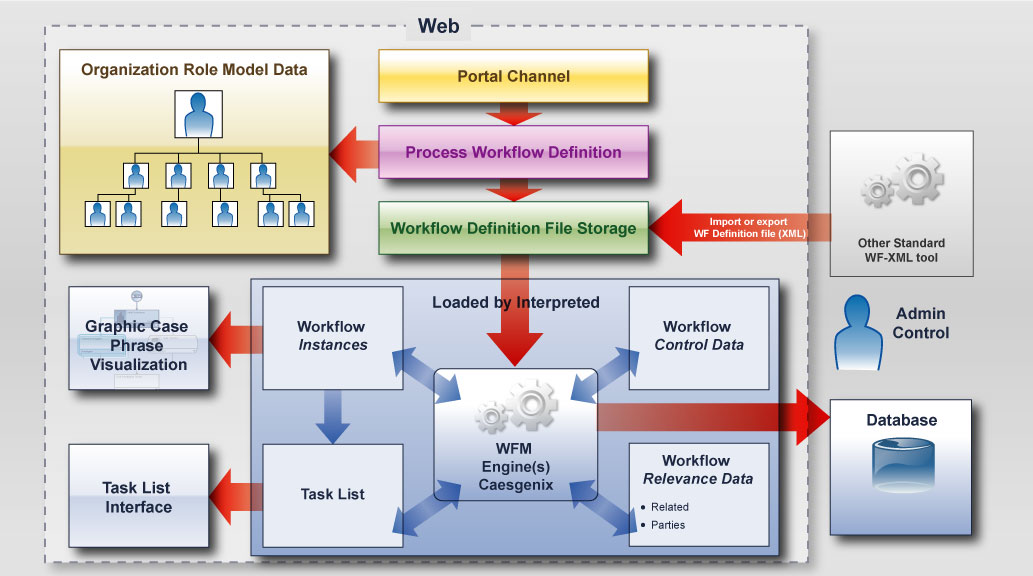 Web
Organization Role Model Data
Portal Channel
Process Workflow Definition
Workflow Definition File Storage
Import or export
WF Definition file (XML)
Other Standard
WF-XML tool
Admin
Control
Loaded by Interpreted
Graphic Case
Phrase
Visualization
Workflow
Instances
Workflow
Control Data
WFM
Engine(s)
Caesgenix
Database
Task List
Interface
Task List
Workflow
Relevance Data
• Related
• Parties